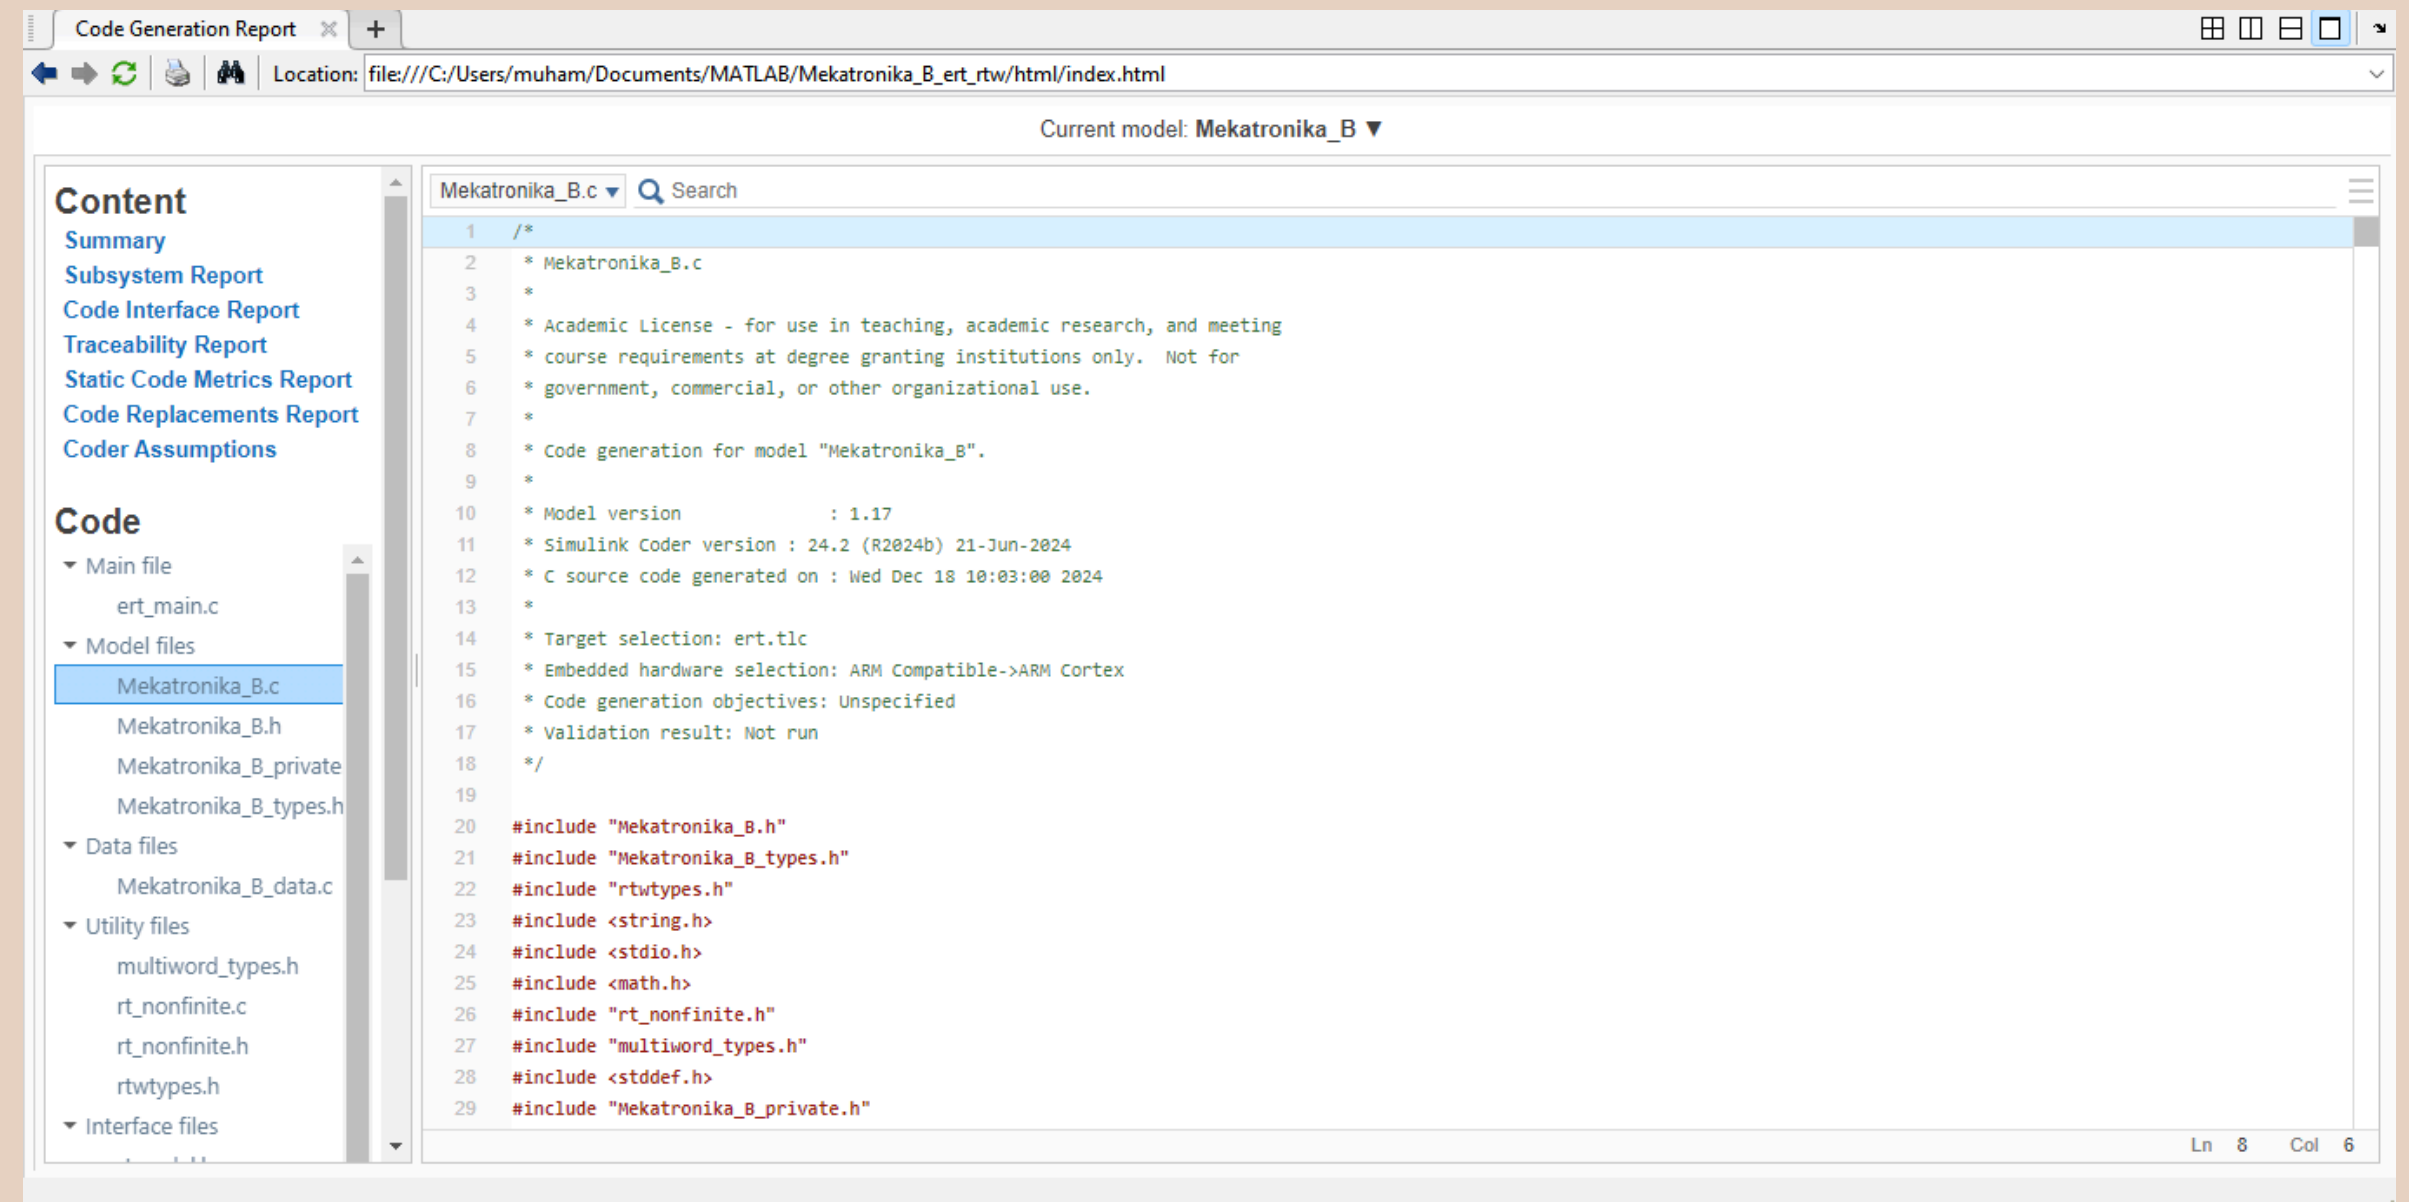 Code Generation Report
Location: file:///C:/Users/muham/Documents/MATLAB/Mekatronika_B_ert_rtw/html/index.html
Current model: Mekatronika_B ▼
Content
Summary
Subsystem Report
Code Interface Report
Traceability Report
Static Code Metrics Report
Code Replacements Report
Coder Assumptions
Code
Main file
ert_main.c
Model files
Mekatronika_B.c
Mekatronika_B.h
Mekatronika_B_private
Mekatronika_B_types.h
Data files
Mekatronika_B_data.c
Utility files
multiword_types.h
rt_nonfinite.c
rt_nonfinite.h
rtwtypes.h
Interface files
Mekatronika_B.c Search
1 /*
2 * Mekatronika_B.c
3 *
4 * Academic License - for use in teaching, academic research, and meeting
5 * course requirements at degree granting institutions only.  Not for
6 * government, commercial, or other organizational use.
7 *
8 * Code generation for model "Mekatronika_B".
9 *
10 * Model version              : 1.17
11 * Simulink Coder version : 24.2 (R2024b) 21-Jun-2024
12 * C source code generated on : Wed Dec 18 10:03:00 2024
13 *
14 * Target selection: ert.tlc
15 * Embedded hardware selection: ARM Compatible->ARM Cortex
16 * Code generation objectives: Unspecified
17 * Validation result: Not run
18 */
19
20 #include "Mekatronika_B.h"
21 #include "Mekatronika_B_types.h"
22 #include "rtwtypes.h"
23 #include <string.h>
24 #include <stdio.h>
25 #include <math.h>
26 #include "rt_nonfinite.h"
27 #include "multiword_types.h"
28 #include <stddef.h>
29 #include "Mekatronika_B_private.h"
Ln 8 Col 6